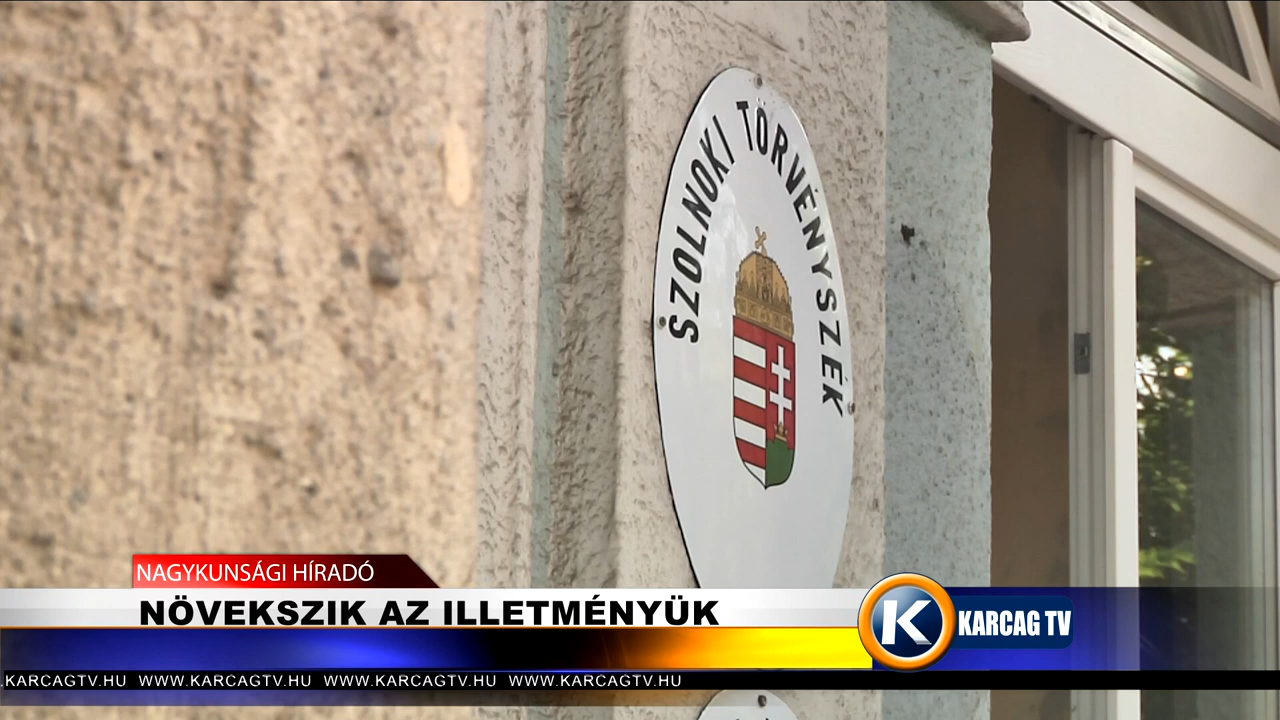 SZOLNOKI TÖRVÉNYSZÉK
NAGYKUNSÁGI HÍRADÓ
NÖVEKSZIK AZ ILLETMÉNYÜK
K KARCAG TV
.KARCAGTV.HU WWW.KARCAGTV.HU WWW.KARCAGTV.HU WWW.KARCAGTV.HU